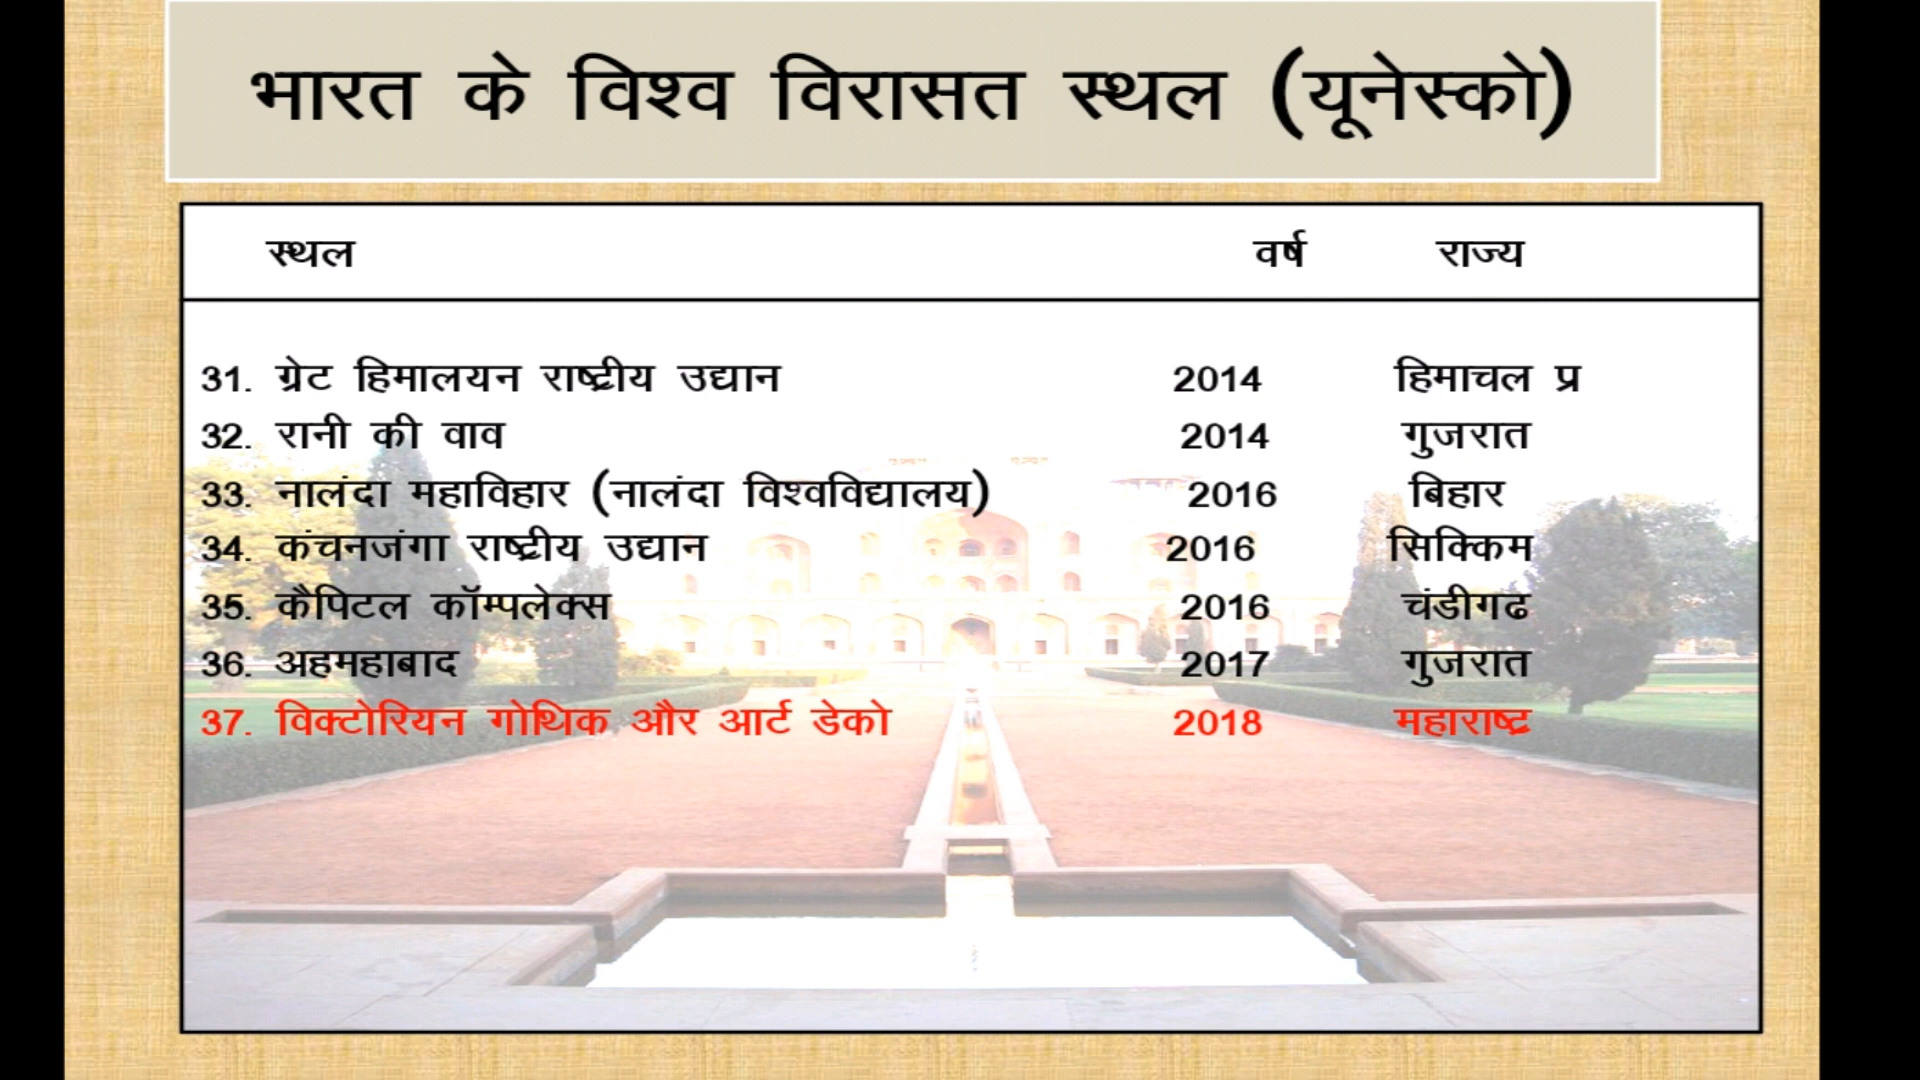 भारत के विश्व विरासत स्थल (यूनेस्को)
स्थल वर्ष राज्य
31. ग्रेट हिमालयन राष्ट्रीय उद्यान 2014 हिमाचल प्र
32. रानी की वाव 2014 गुजरात
33. नालंदा महाविहार (नालंदा विश्वविद्यालय) 2016 बिहार
34. कंचनजंगा राष्ट्रीय उद्यान 2016 सिक्किम
35. कैपिटल कॉम्पलेक्स 2016 चंडीगढ
36. अहमहाबाद 2017 गुजरात
37. विक्टोरियन गोथिक और आर्ट डेको 2018 महाराष्ट्र